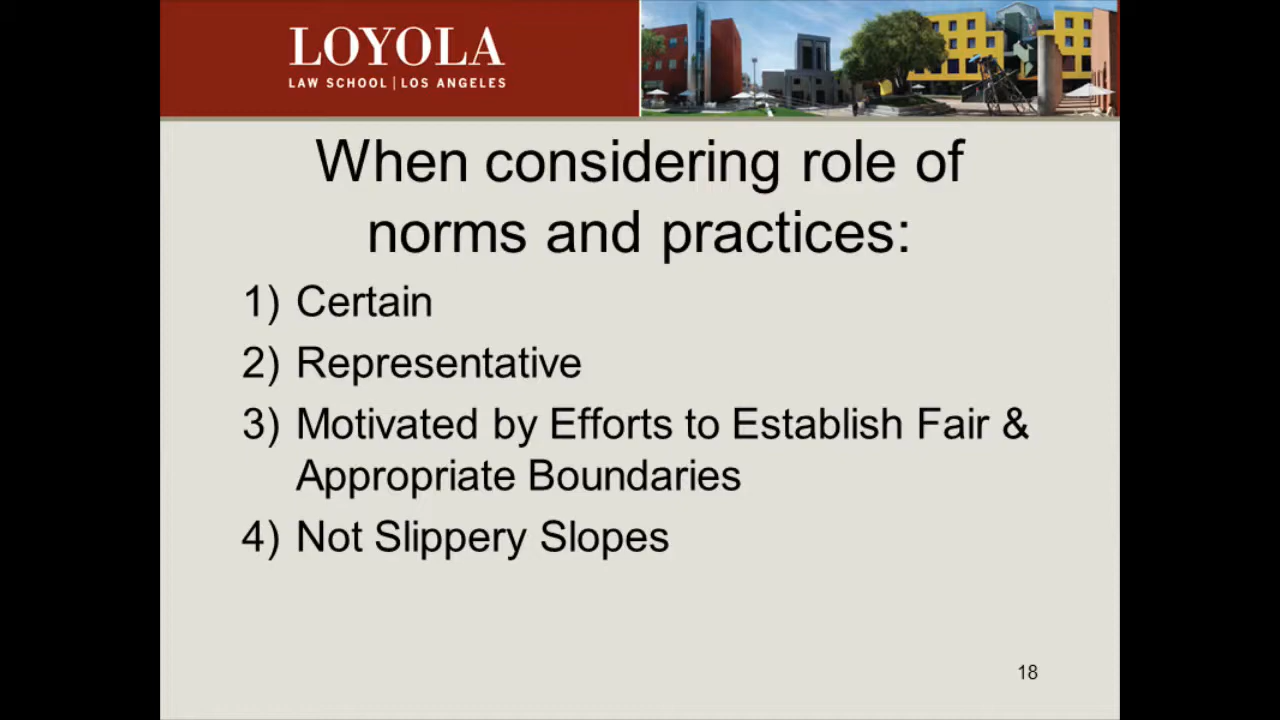 LOYOLA
LAW SCHOOL | LOS ANGELES
When considering role of
norms and practices:
1) Certain
2) Representative
3) Motivated by Efforts to Establish Fair &
Appropriate Boundaries
4) Not Slippery Slopes
18